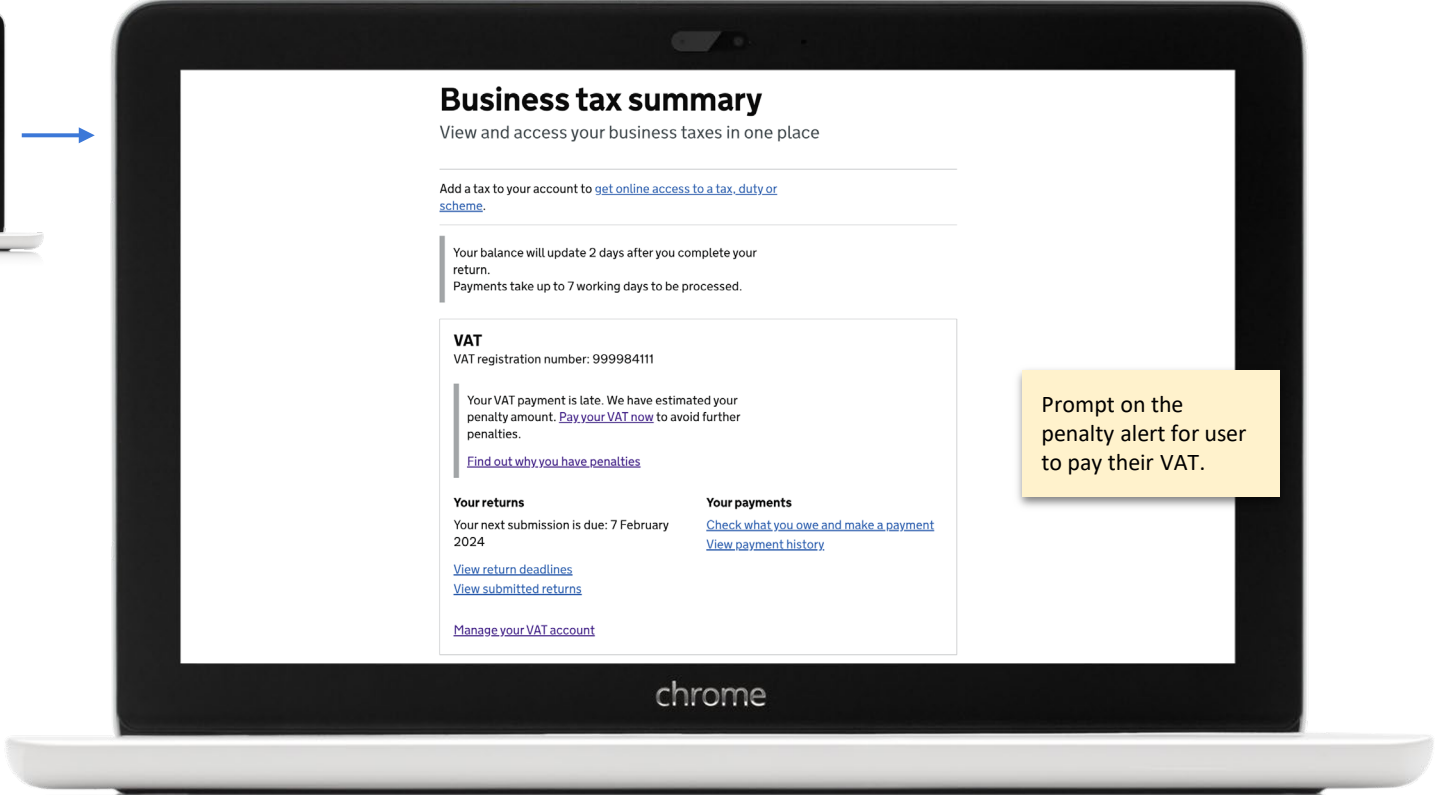 Business tax summary
View and access your business taxes in one place
Add a tax to your account to get online access to a tax, duty or
scheme.
Your balance will update 2 days after you complete your
return.
Payments take up to 7 working days to be processed.
VAT
VAT registration number: 999984111
Your VAT payment is late. We have estimated your
penalty amount. Pay your VAT now to avoid further
penalties.
Find out why you have penalties
Your returns
Your next submission is due: 7 February
2024
View return deadlines
View submitted returns
Manage your VAT account
Your payments
Check what you owe and make a payment
View payment history
Prompt on the
penalty alert for user
to pay their VAT.
chrome